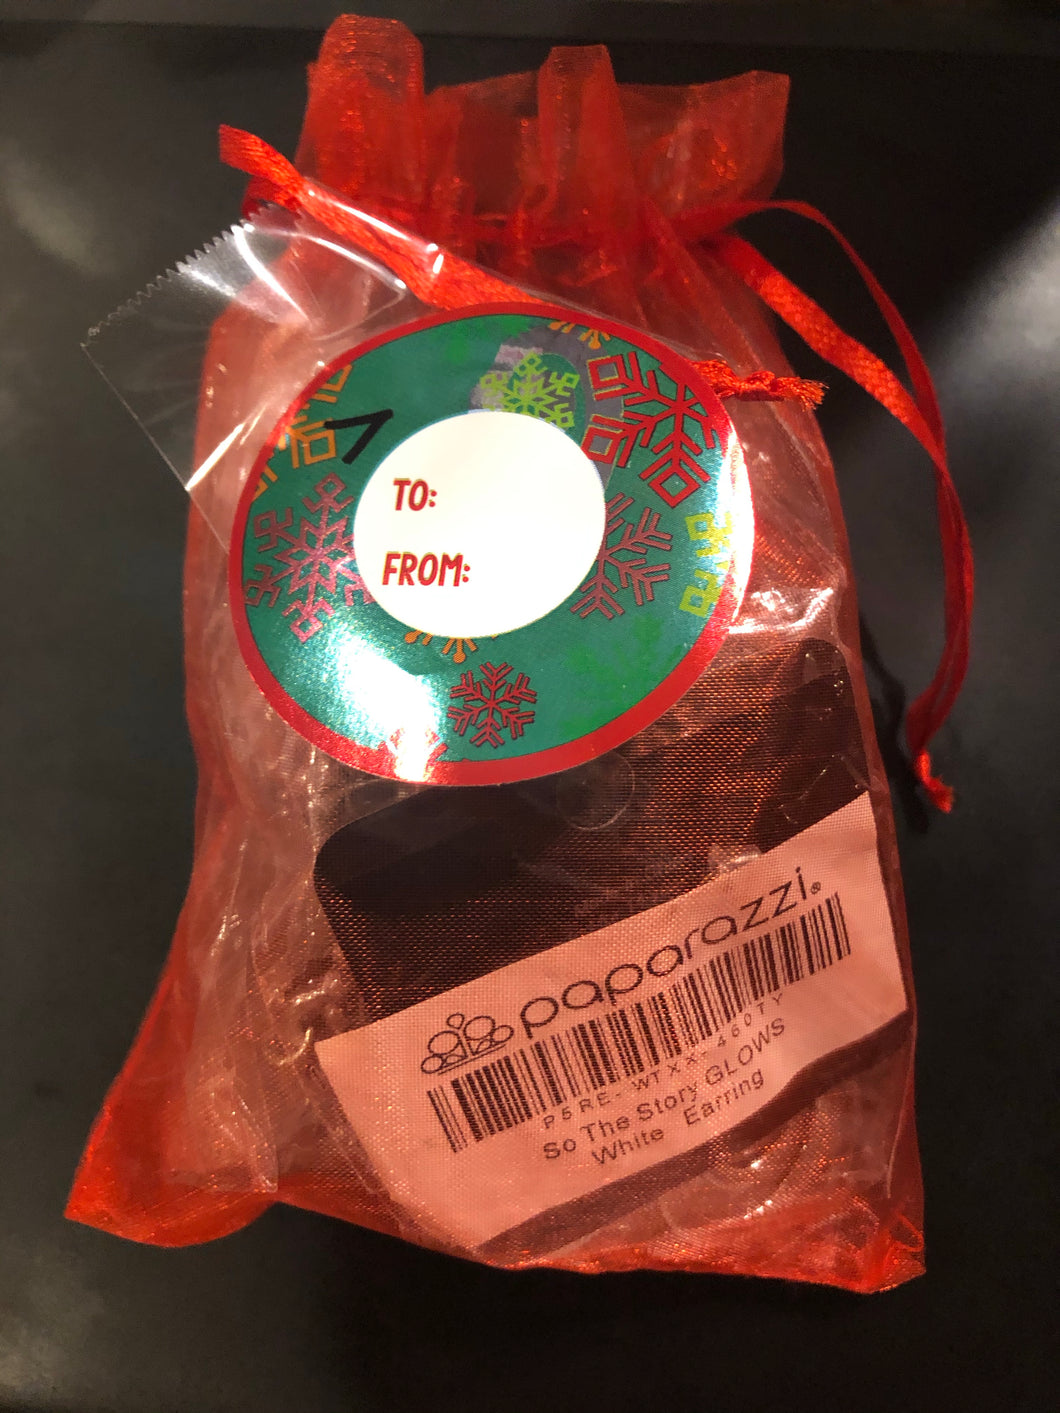 TO:
FROM:
paparazzi®
P5RE-WTXX-460TY
So The Story GLOWS
White Earring